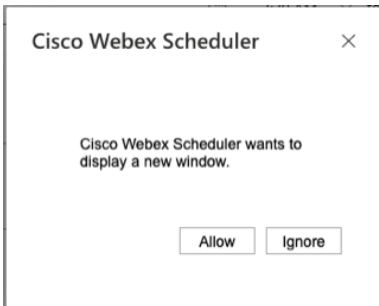 Cisco Webex Scheduler
Cisco Webex Scheduler wants to
display a new window.
Allow Ignore